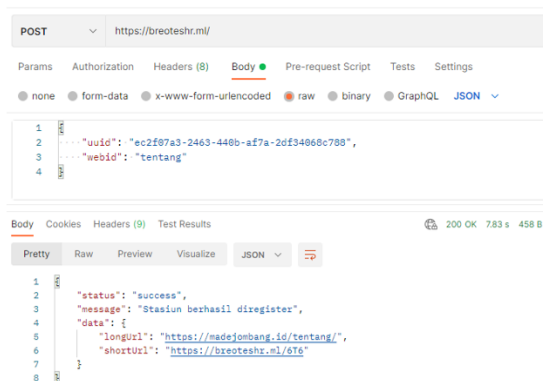 POST https://breoteshr.ml/
Params Authorization Headers (8) Body Pre-request Script Tests Settings
none form-data x-www-form-urlencoded raw binary GraphQL JSON
1 {
2 "uuid": "ec2f07a3-2463-440b-af7a-2df34068c788",
3 "webid": "tentang"
4 }
Body Cookies Headers (9) Test Results 200 OK 7.83 s 458 B
Pretty Raw Preview Visualize JSON
1 {
2 "status": "success",
3 "message": "Stasiun berhasil diregister",
4 "data": {
5 "longUrl": "https://madejombang.id/tentang/",
6 "shortUrl": "https://breoteshr.ml/6T6"
7 }
8 }